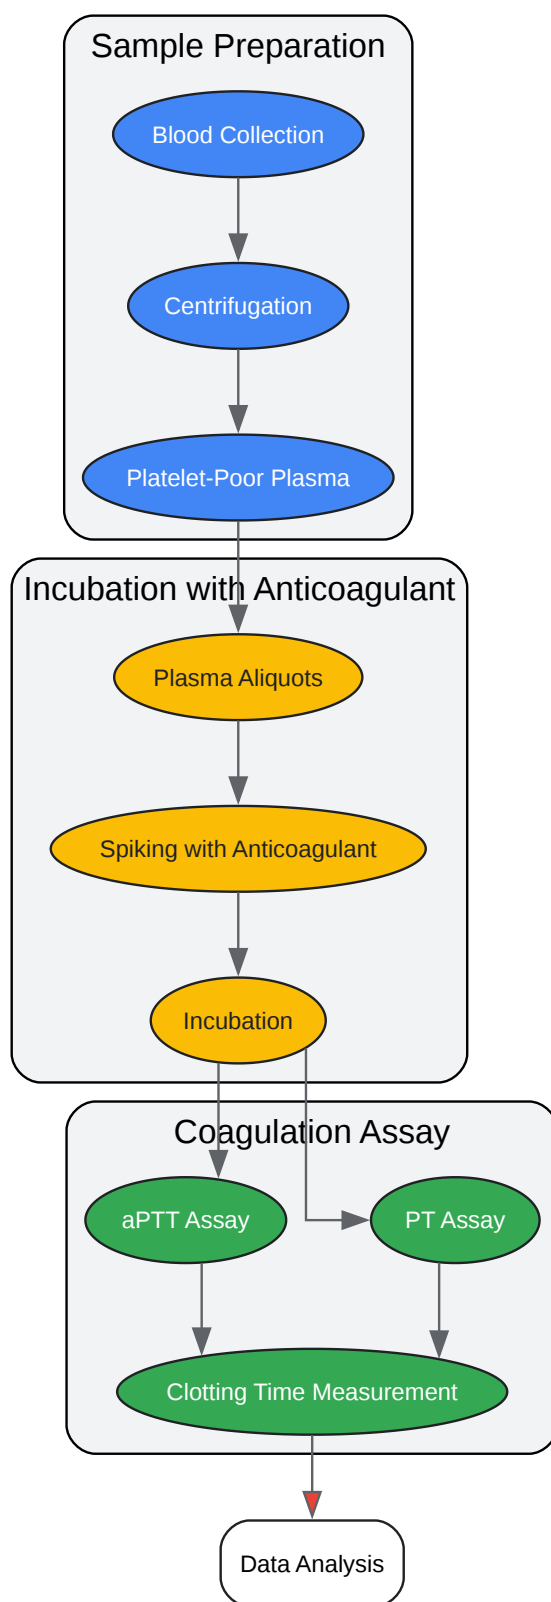 Sample Preparation
Blood Collection
Centrifugation
Platelet-Poor Plasma
Incubation with Anticoagulant
Plasma Aliquots
Spiking with Anticoagulant
Incubation
Coagulation Assay
aPTT Assay
PT Assay
Clotting Time Measurement
Data Analysis